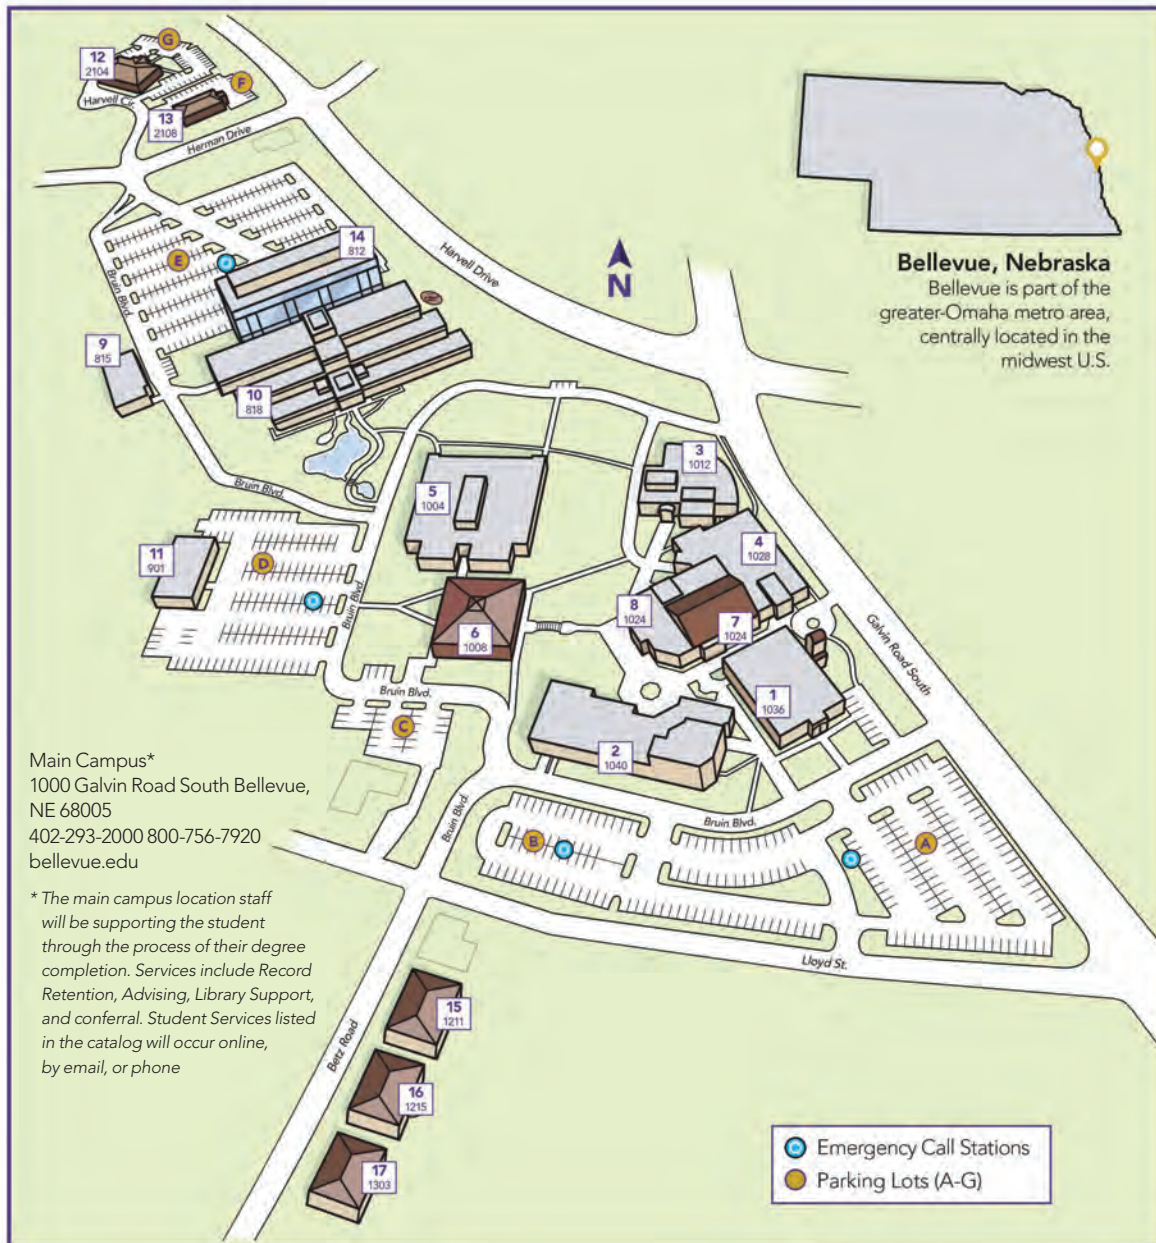 G
12
2104
F
Harvell Cir.
13
2108
Herman Drive
14
812
E
Bruin Blvd.
Harvell Drive
N
Bellevue, Nebraska
Bellevue is part of the
greater-Omaha metro area,
centrally located in the
midwest U.S.
9
815
10
818
3
1012
Bruin Blvd.
5
1004
4
1028
11
901
D
Bruin Blvd.
8
1024
7
1024
6
1008
Galvin Road South
Bruin Blvd.
1
1036
C
2
1040
Main Campus*
1000 Galvin Road South Bellevue,
NE 68005
402-293-2000 800-756-7920
bellevue.edu
Bruin Blvd.
Bruin Blvd.
B
A
* The main campus location staff
will be supporting the student
through the process of their degree
completion. Services include Record
Retention, Advising, Library Support,
and conferral. Student Services listed
in the catalog will occur online,
by email, or phone
Lloyd St.
15
1211
Betz Road
16
1215
17
1303
Emergency Call Stations
Parking Lots (A-G)